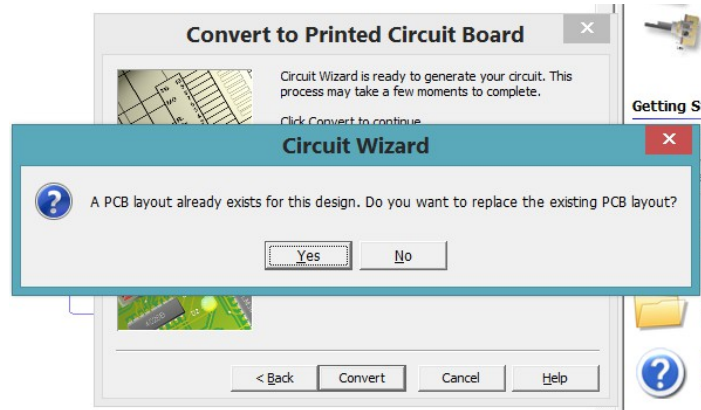 Convert to Printed Circuit Board
Circuit Wizard is ready to generate your circuit. This
process may take a few moments to complete.
Click Convert to continue
Getting S
Circuit Wizard
A PCB layout already exists for this design. Do you want to replace the existing PCB layout?
Yes
No
< Back
Convert
Cancel
Help